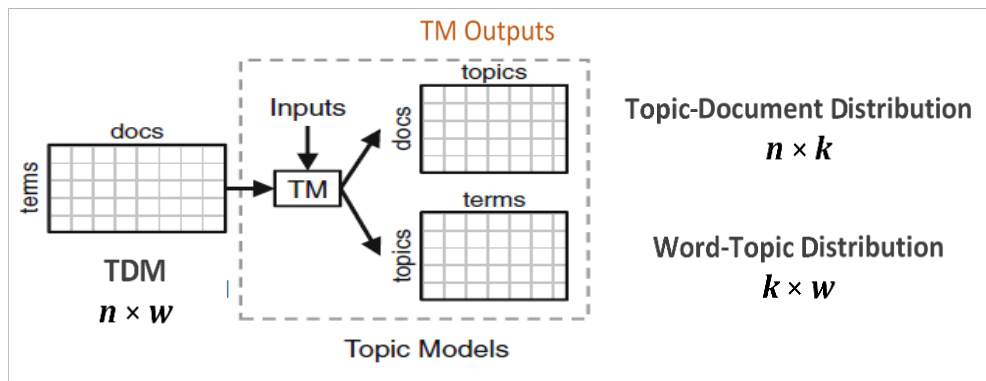 TM Outputs
docs
terms
TDM
n × w
Inputs
TM
topics
docs
terms
topics
Topic Models
Topic-Document Distribution
n × k
Word-Topic Distribution
k × w